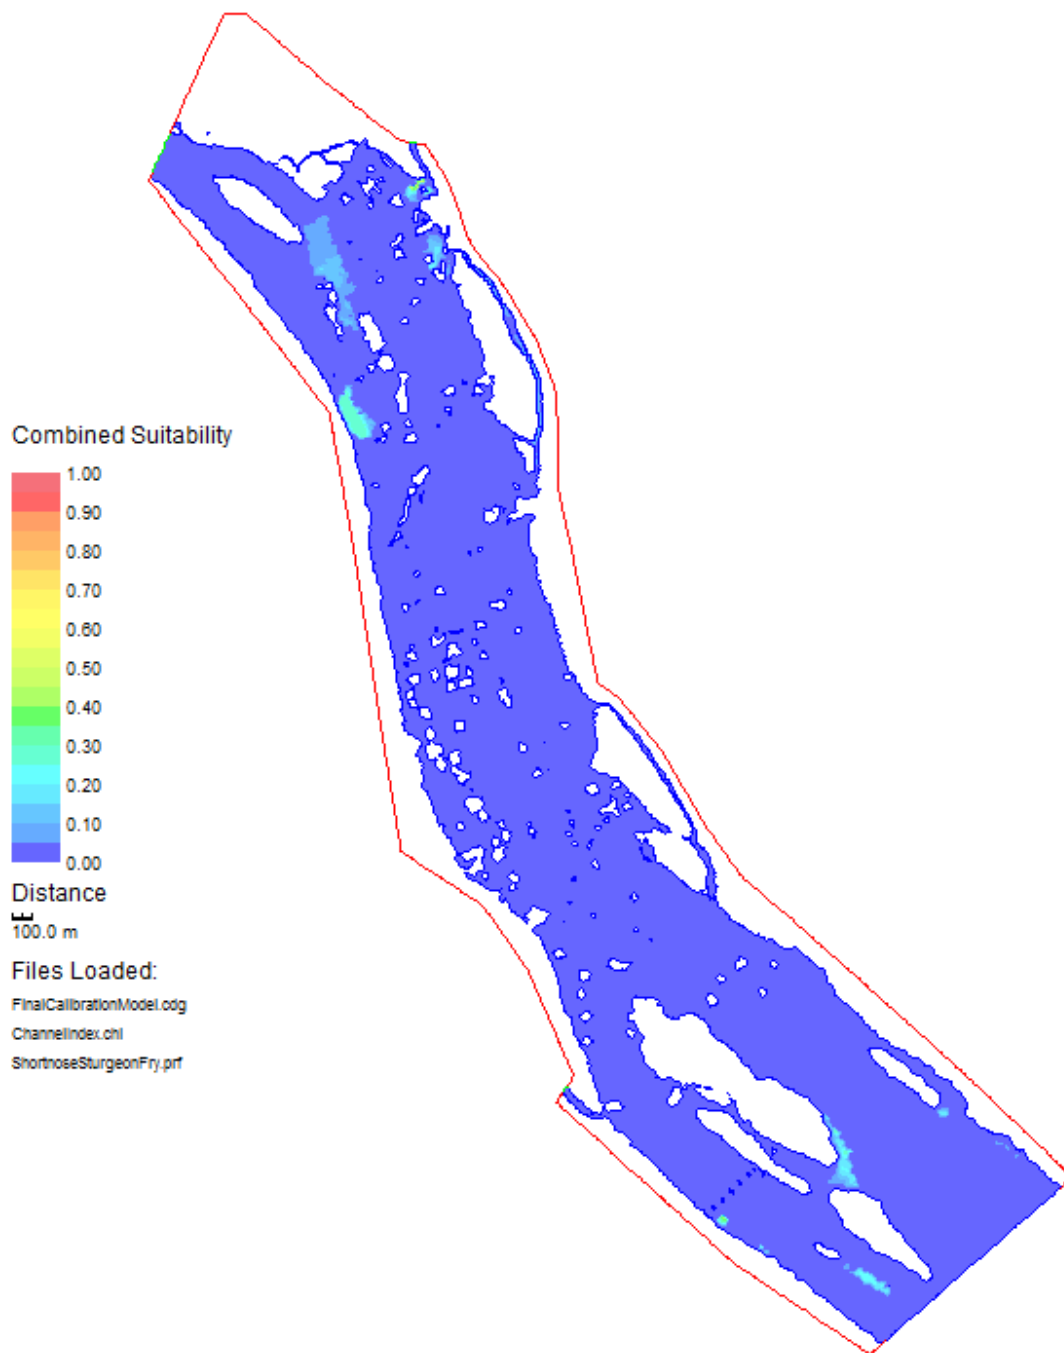 Combined Suitability
1.00
0.90
0.80
0.70
0.60
0.50
0.40
0.30
0.20
0.10
0.00
Distance
100.0 m
Files Loaded:
FinalCalibrationModel.cdg
ChannelIndex.chi
ShortnoseSturgeonFry.prf